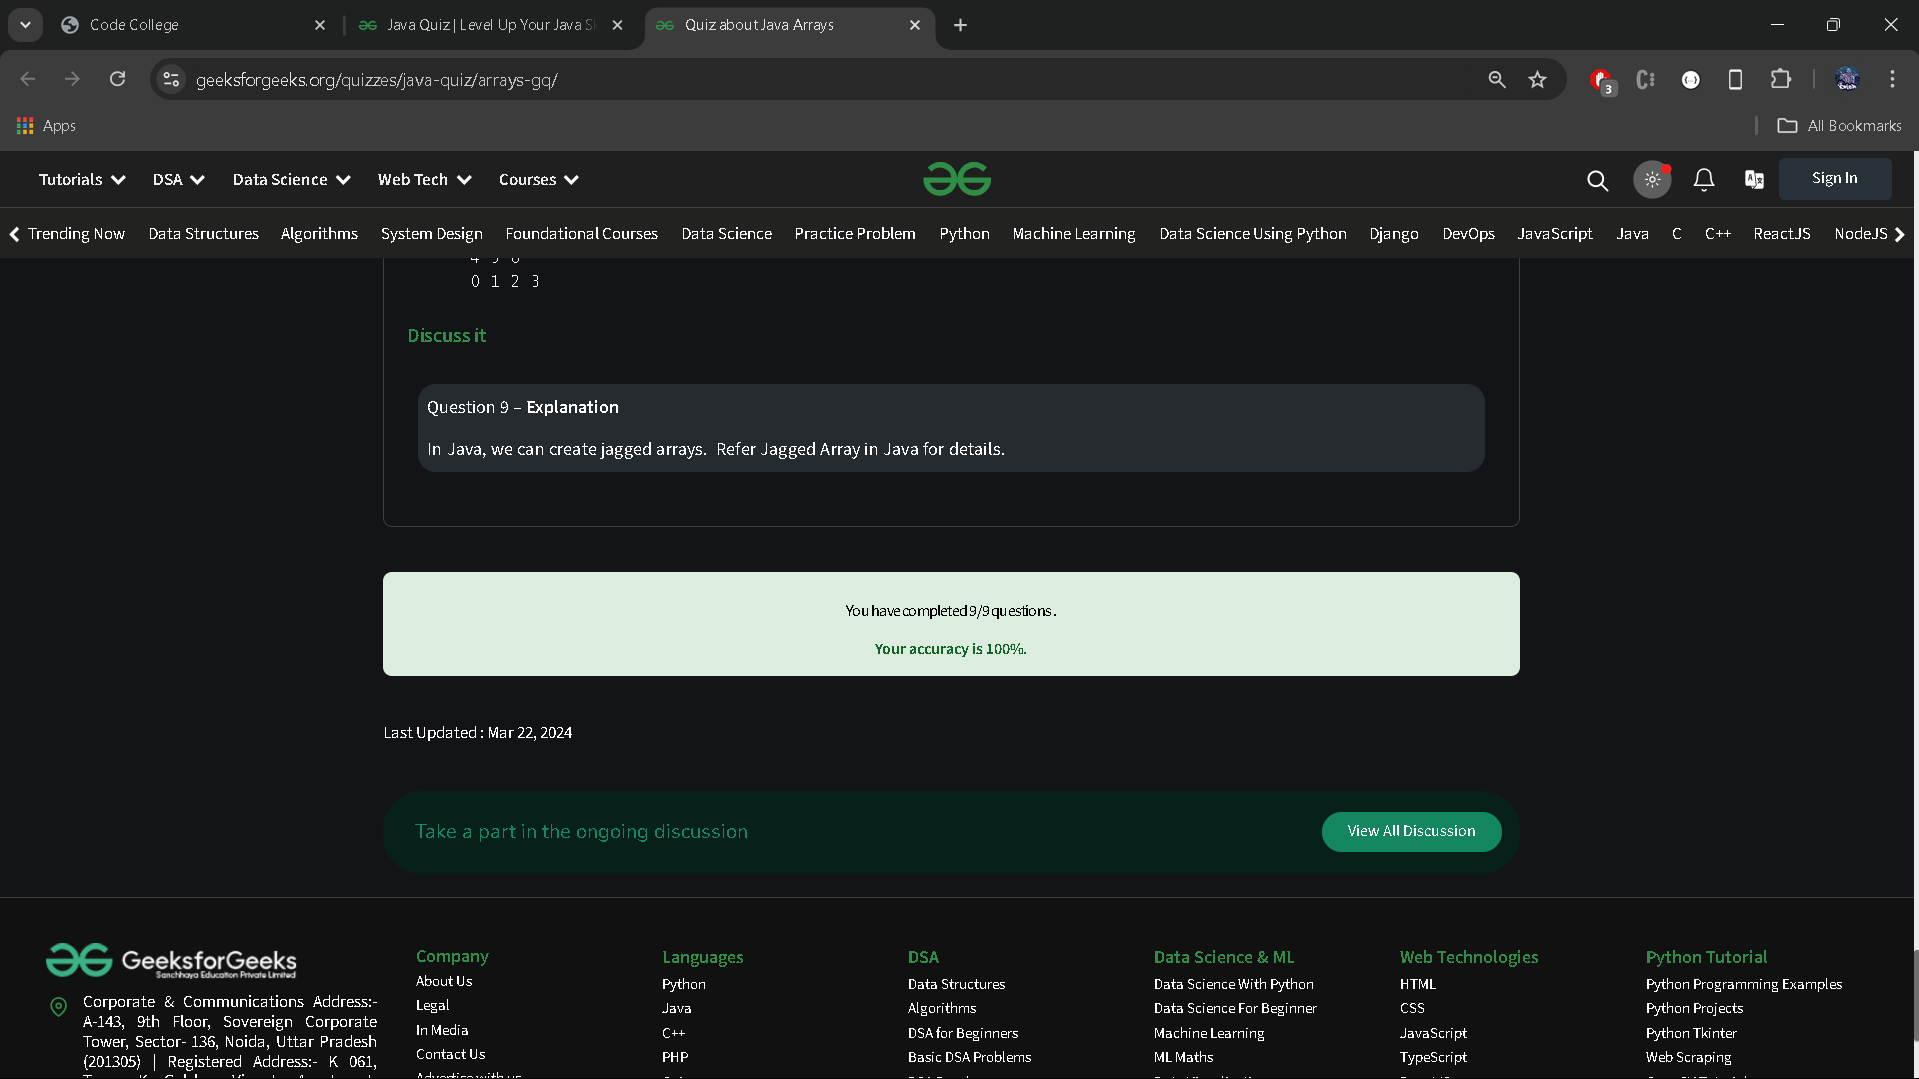 Code College
Java Quiz | Level Up Your Java S
Quiz about Java Arrays
geeksforgeeks.org/quizzes/java-quiz/arrays-gq/
3
Apps
All Bookmarks
Tutorials
DSA
Data Science
Web Tech
Courses
Sign In
Trending Now
Data Structures
Algorithms
System Design
Foundational Courses
Data Science
Practice Problem
Python
Machine Learning
Data Science Using Python
Django
DevOps
JavaScript
Java
C
C++
ReactJS
NodeJS
4 5 6
0 1 2 3
Discuss it
Question 9 – Explanation
In Java, we can create jagged arrays.  Refer Jagged Array in Java for details.
You have completed 9/9 questions .
Your accuracy is 100%.
Last Updated : Mar 22, 2024
Take a part in the ongoing discussion
View All Discussion
GeeksforGeeks
Sanchhaya Education Private Limited
Corporate & Communications Address:-
A-143, 9th Floor, Sovereign Corporate
Tower, Sector- 136, Noida, Uttar Pradesh
(201305) | Registered Address:- K 061,
Company
About Us
Legal
In Media
Contact Us
Advertise with us
Languages
Python
Java
C++
PHP
DSA
Data Structures
Algorithms
DSA for Beginners
Basic DSA Problems
Data Science & ML
Data Science With Python
Data Science For Beginner
Machine Learning
ML Maths
Web Technologies
HTML
CSS
JavaScript
TypeScript
Python Tutorial
Python Programming Examples
Python Projects
Python Tkinter
Web Scraping